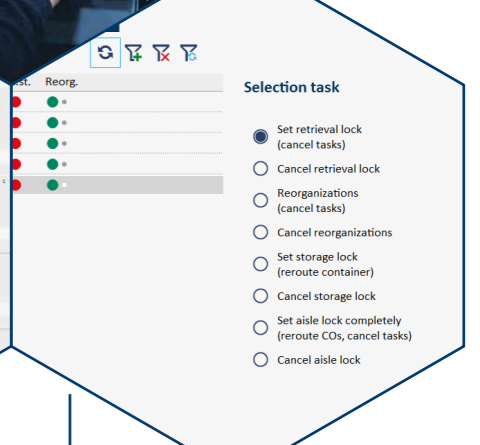 st. Reorg.
Selection task
Set retrieval lock
(cancel tasks)
Cancel retrieval lock
Reorganizations
(cancel tasks)
Cancel reorganizations
Set storage lock
(reroute container)
Cancel storage lock
Set aisle lock completely
(reroute COs, cancel tasks)
Cancel aisle lock